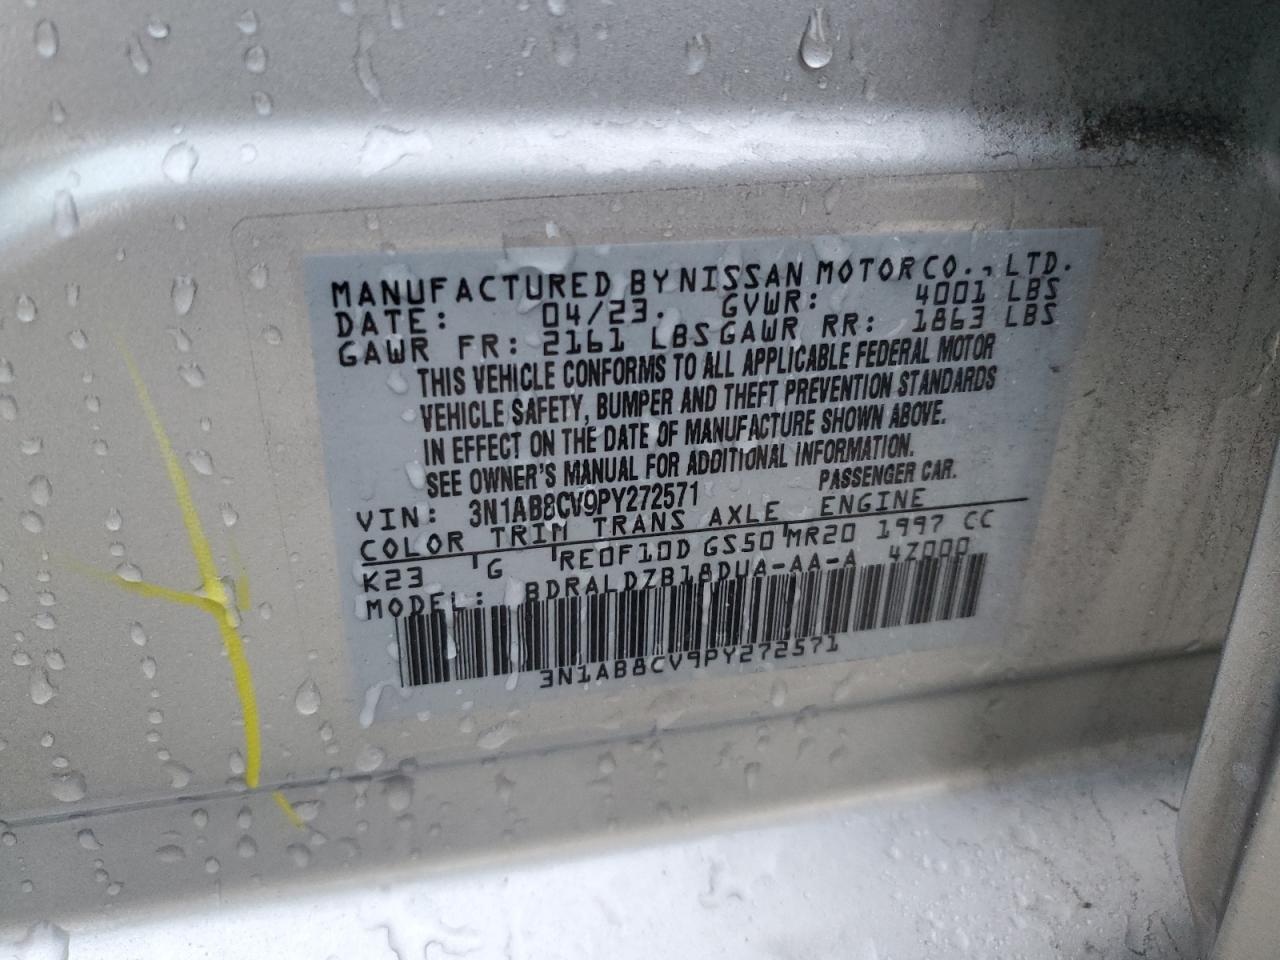 MANUFACTURED BY NISSAN MOTOR CO., LTD.
DATE: 04/23. GVWR: 4001 LBS
GAWR FR: 2161 LBS GAWR RR: 1863 LBS
THIS VEHICLE CONFORMS TO ALL APPLICABLE FEDERAL MOTOR
VEHICLE SAFETY, BUMPER AND THEFT PREVENTION STANDARDS
IN EFFECT ON THE DATE OF MANUFACTURE SHOWN ABOVE.
SEE OWNER'S MANUAL FOR ADDITIONAL INFORMATION.
VIN: 3N1AB8CV9PY272571 PASSENGER CAR.
COLOR TRIM TRANS AXLE ENGINE
K23 G RE0F10D GS50 MR20 1997 CC
MODEL: BDRALDZB18DUA-AA-A 4Z000
3N1AB8CV9PY272571